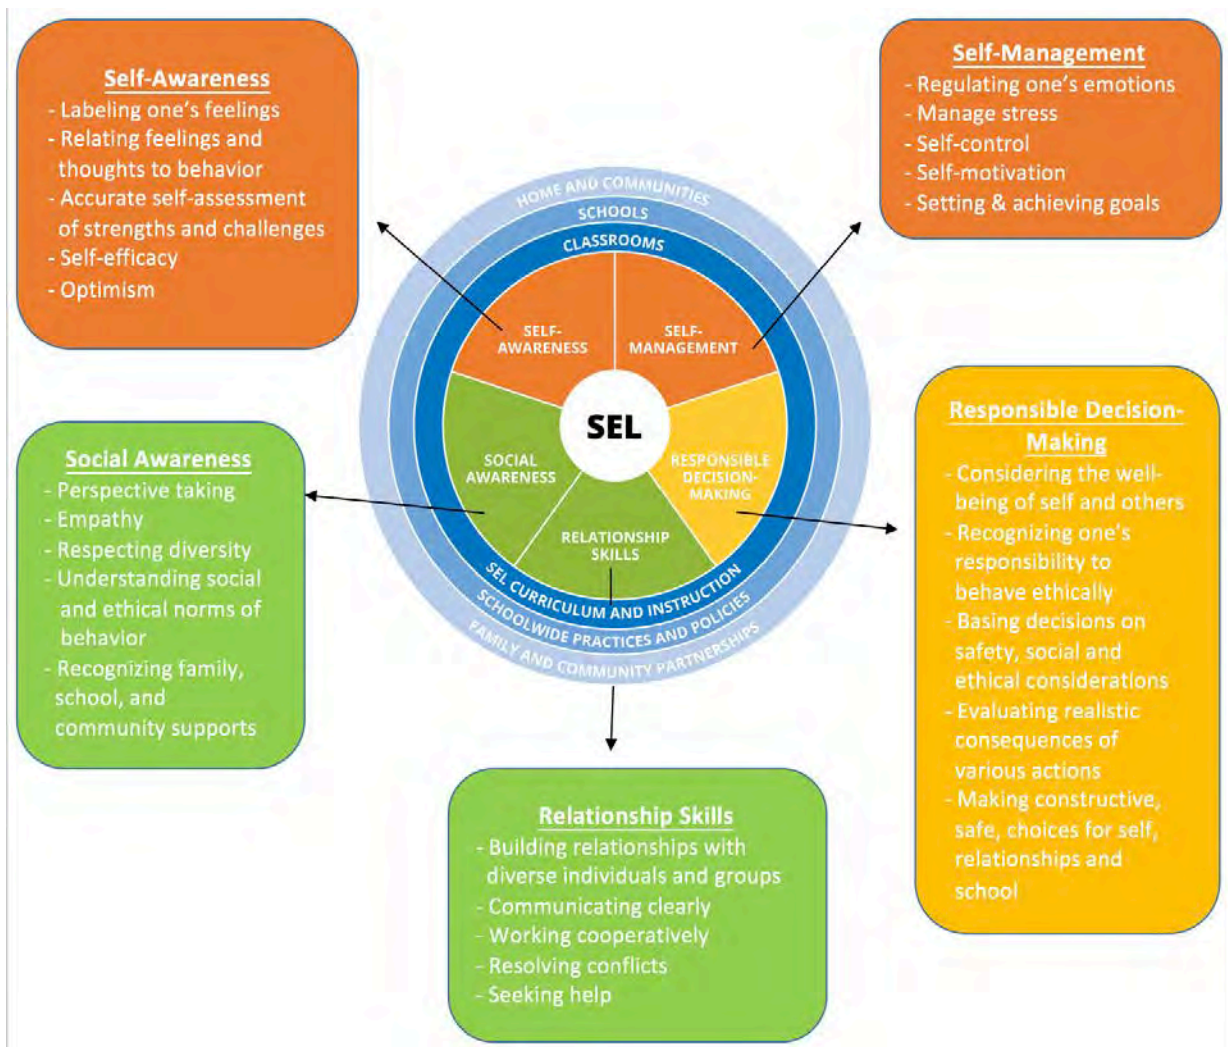 Self-Awareness
- Labeling one's feelings
- Relating feelings and
thoughts to behavior
- Accurate self-assessment
of strengths and challenges
- Self-efficacy
- Optimism
Self-Management
- Regulating one's emotions
- Manage stress
- Self-control
- Self-motivation
- Setting & achieving goals
HOME AND COMMUNITIES
SCHOOLS
CLASSROOMS
SELF-
AWARENESS
SELF-
MANAGEMENT
SEL
SOCIAL
AWARENESS
RESPONSIBLE
DECISION-
MAKING
RELATIONSHIP
SKILLS
SEL CURRICULUM AND INSTRUCTION
SCHOOLWIDE PRACTICES AND POLICIES
FAMILY AND COMMUNITY PARTNERSHIPS
Social Awareness
- Perspective taking
- Empathy
- Respecting diversity
- Understanding social
and ethical norms of
behavior
- Recognizing family,
school, and
community supports
Responsible Decision-
Making
- Considering the well-
being of self and others
- Recognizing one's
responsibility to
behave ethically
- Basing decisions on
safety, social and
ethical considerations
- Evaluating realistic
consequences of
various actions
- Making constructive,
safe, choices for self,
relationships and
school
Relationship Skills
- Building relationships with
diverse individuals and groups
- Communicating clearly
- Working cooperatively
- Resolving conflicts
- Seeking help